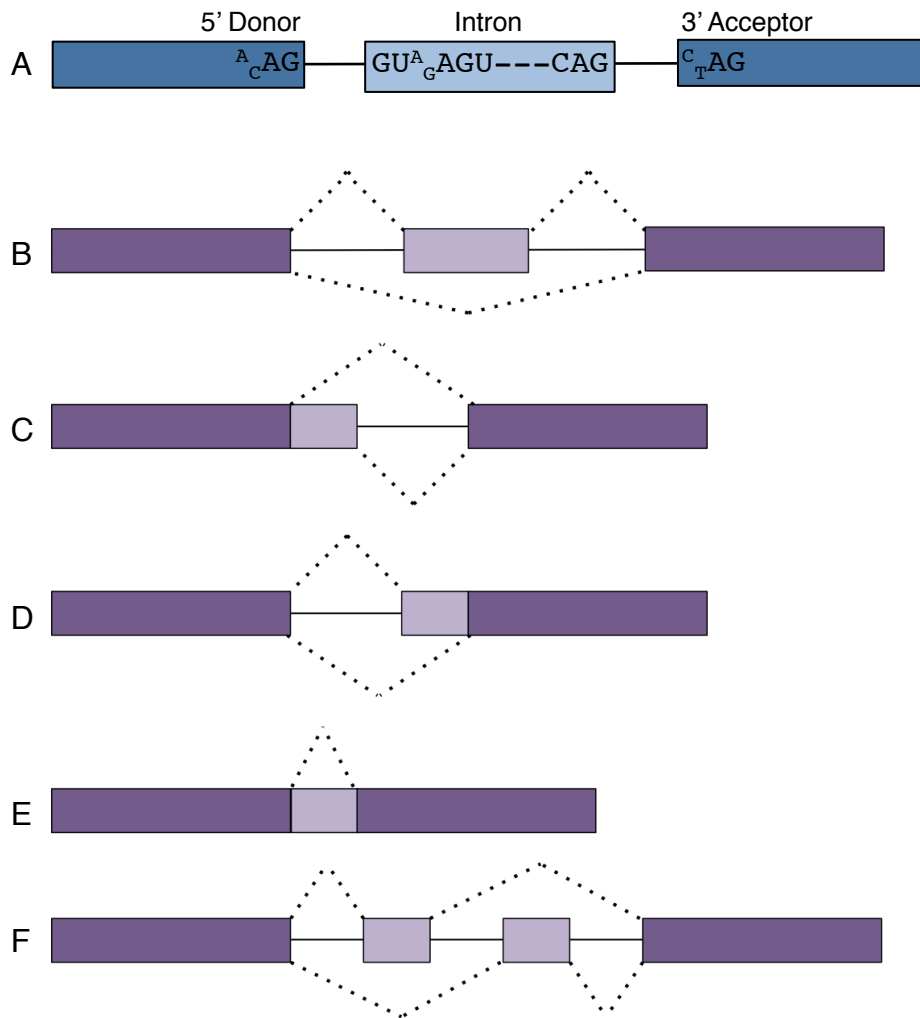 5’ Donor Intron 3’ Acceptor
A ACAG GUAGAGU----CAG CTAG
B
C
D
E
F